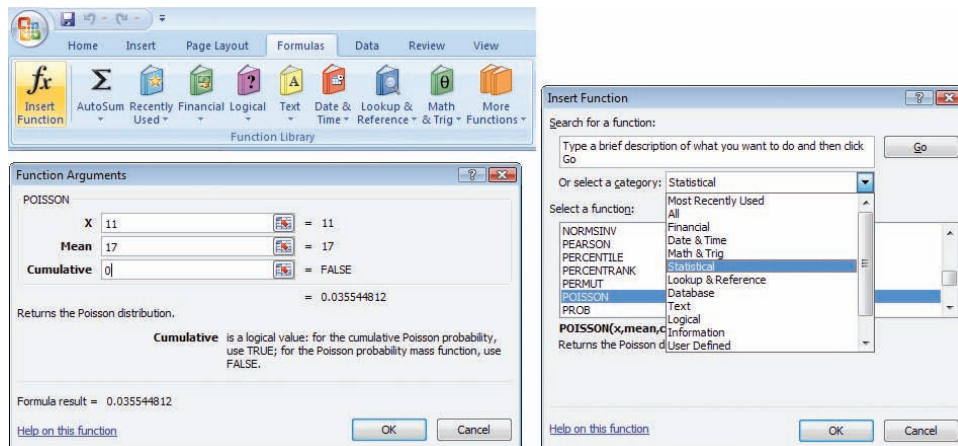 Home Insert Page Layout Formulas Data Review View
fx Σ ? A θ
Insert Function AutoSum Recently Used Financial Logical Text Date & Time Lookup & Reference Math & Trig More Functions
Function Library
Function Arguments
POISSON
X 11 = 11
Mean 17 = 17
Cumulative 0 = FALSE
= 0.035544812
Returns the Poisson distribution.
Cumulative is a logical value: for the cumulative Poisson probability,
use TRUE; for the Poisson probability mass function, use
FALSE.
Formula result = 0.035544812
Help on this function OK Cancel
Insert Function
Search for a function:
Type a brief description of what you want to do and then click
Go
Go
Or select a category: Statistical
Select a function:
Most Recently Used
All
Financial
Date & Time
Math & Trig
Statistical
Lookup & Reference
Database
Text
Logical
Information
User Defined
NORMSINV
PEARSON
PERCENTILE
PERCENTRANK
PERMUT
POISSON
PROB
POISSON(x,mean,c
Returns the Poisson d
Help on this function OK Cancel